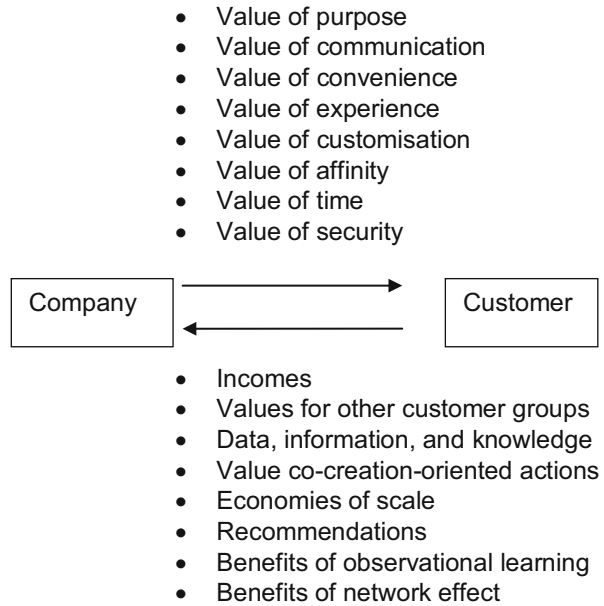 • Value of purpose
• Value of communication
• Value of convenience
• Value of experience
• Value of customisation
• Value of affinity
• Value of time
• Value of security
Company
Customer
• Incomes
• Values for other customer groups
• Data, information, and knowledge
• Value co-creation-oriented actions
• Economies of scale
• Recommendations
• Benefits of observational learning
• Benefits of network effect